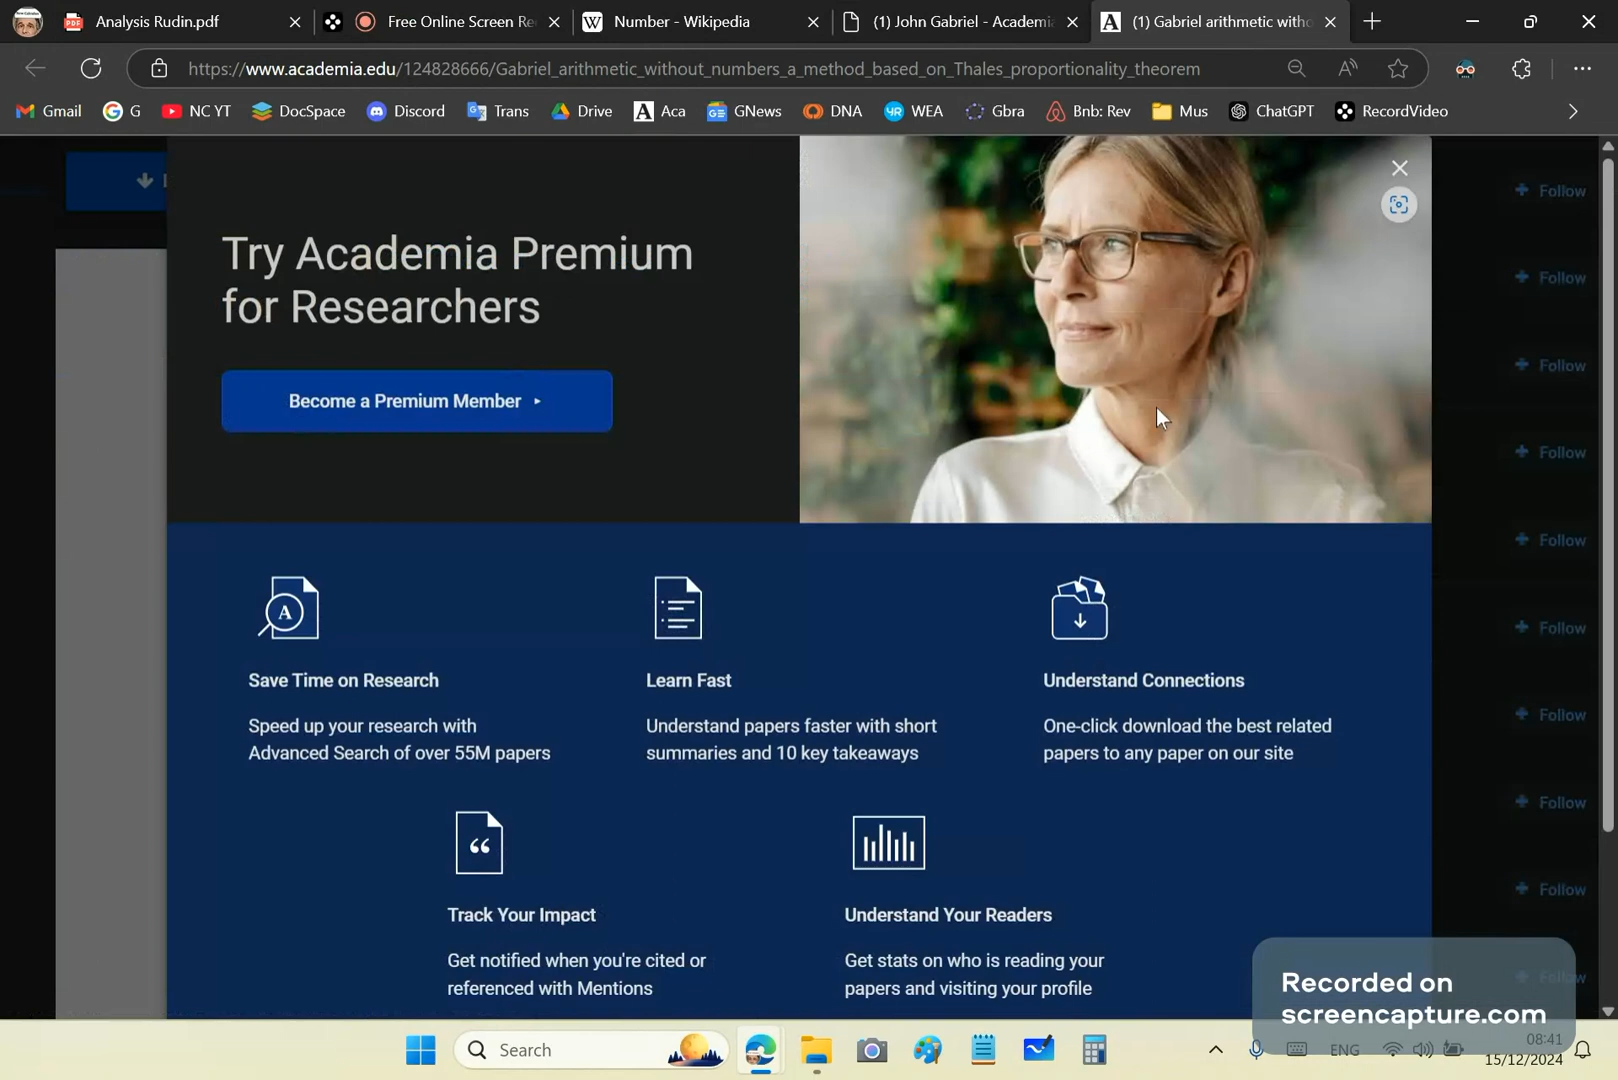 Analysis Rudin.pdf
Free Online Screen Re
Number - Wikipedia
(1) John Gabriel - Academia
(1) Gabriel arithmetic witho
https://www.academia.edu/124828666/Gabriel_arithmetic_without_numbers_a_method_based_on_Thales_proportionality_theorem
Gmail G NC YT DocSpace Discord Trans Drive Aca GNews DNA WEA Gbra Bnb: Rev Mus ChatGPT RecordVideo
Try Academia Premium
for Researchers
Become a Premium Member
Follow
Follow
Follow
Follow
Follow
Follow
Follow
Follow
Follow
Save Time on Research
Speed up your research with
Advanced Search of over 55M papers
Learn Fast
Understand papers faster with short
summaries and 10 key takeaways
Understand Connections
One-click download the best related
papers to any paper on our site
Track Your Impact
Get notified when you're cited or
referenced with Mentions
Understand Your Readers
Get stats on who is reading your
papers and visiting your profile
Recorded on
screencapture.com
Search
ENG
08:41
15/12/2024